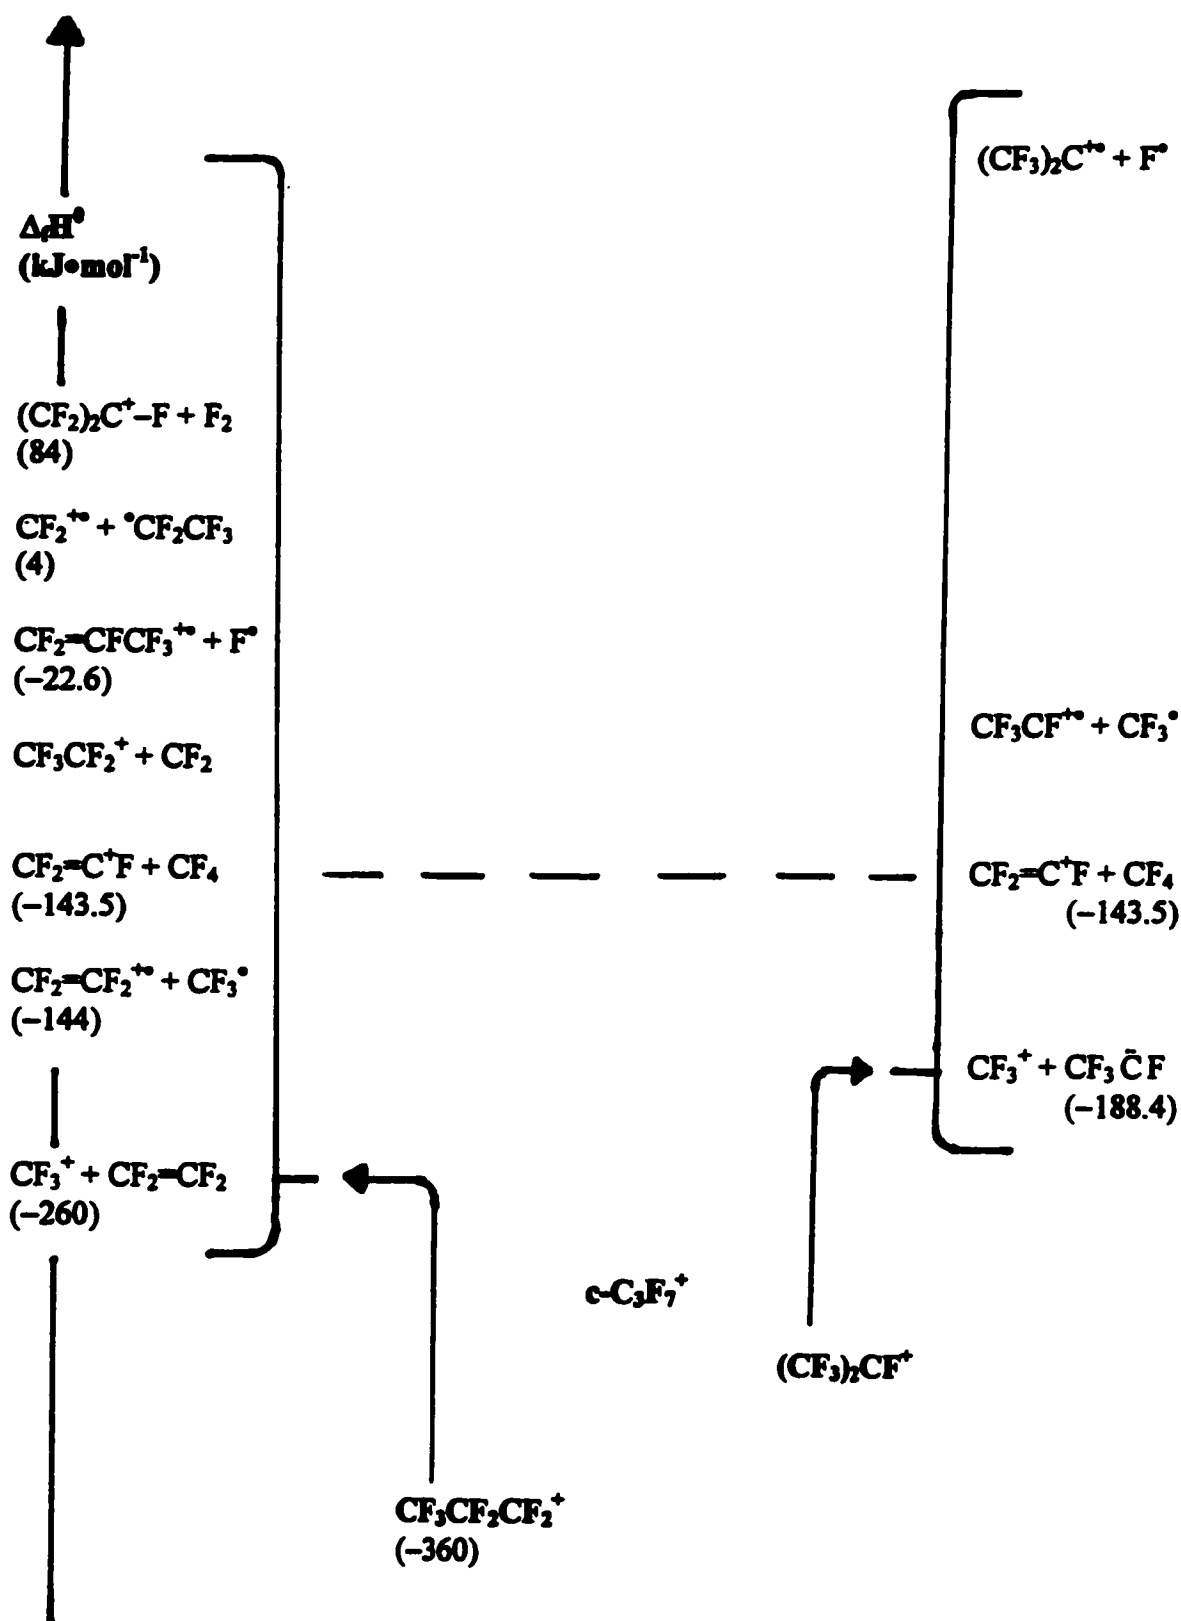 ΔfH⁰
(kJ•mol⁻¹)
(CF₂)₂C⁺–F + F₂
(84)
CF₂⁺• + •CF₂CF₃
(4)
CF₂=CFCF₃⁺• + F•
(−22.6)
CF₃CF₂⁺ + CF₂
CF₂=C⁺F + CF₄
(−143.5)
CF₂=CF₂⁺• + CF₃•
(−144)
CF₃⁺ + CF₂=CF₂
(−260)
CF₃CF₂CF₂⁺
(−360)
c-C₃F₇⁺
(CF₃)₂CF⁺
(CF₃)₂C⁺• + F•
CF₃CF⁺• + CF₃•
CF₂=C⁺F + CF₄
(−143.5)
CF₃⁺ + CF₃C̈F
(−188.4)